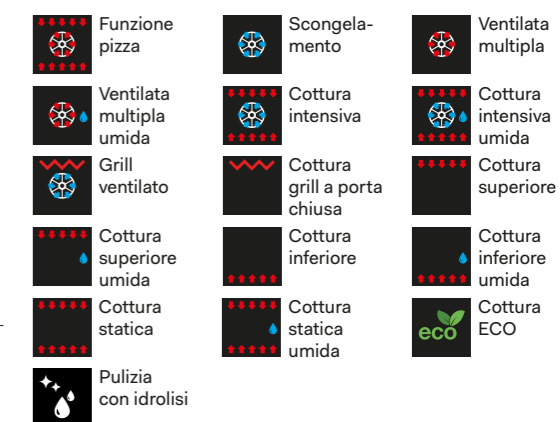 Funzione
pizza
Scongela-
mento
Ventilata
multipla
Ventilata
multipla
umida
Cottura
intensiva
Cottura
intensiva
umida
Grill
ventilato
Cottura
grill a porta
chiusa
Cottura
superiore
Cottura
superiore
umida
Cottura
inferiore
Cottura
inferiore
umida
Cottura
statica
Cottura
statica
umida
eco
Cottura
ECO
Pulizia
con idrolisi